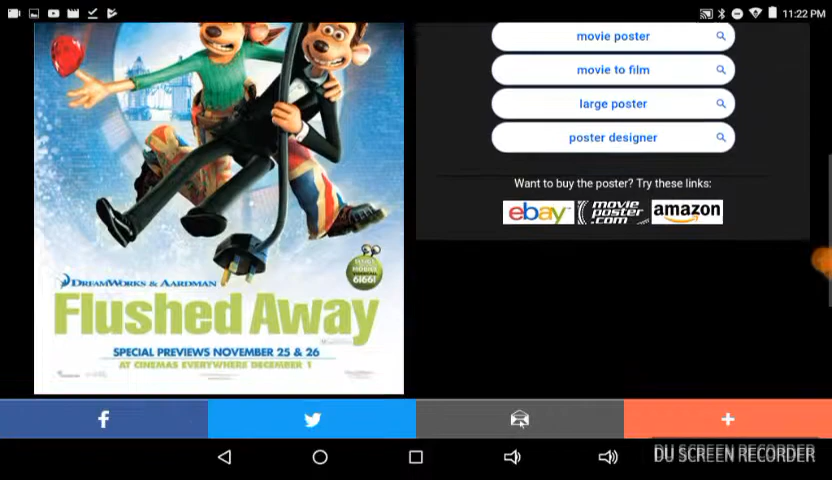 11:22 PM
movie poster
movie to film
large poster
poster designer
Want to buy the poster? Try these links:
ebay
movie
poster
.com
amazon
DREAMWORKS & AARDMAN
61661
Flushed Away
SPECIAL PREVIEWS NOVEMBER 25 & 26
AT CINEMAS EVERYWHERE DECEMBER 1
DU SCREEN RECORDER